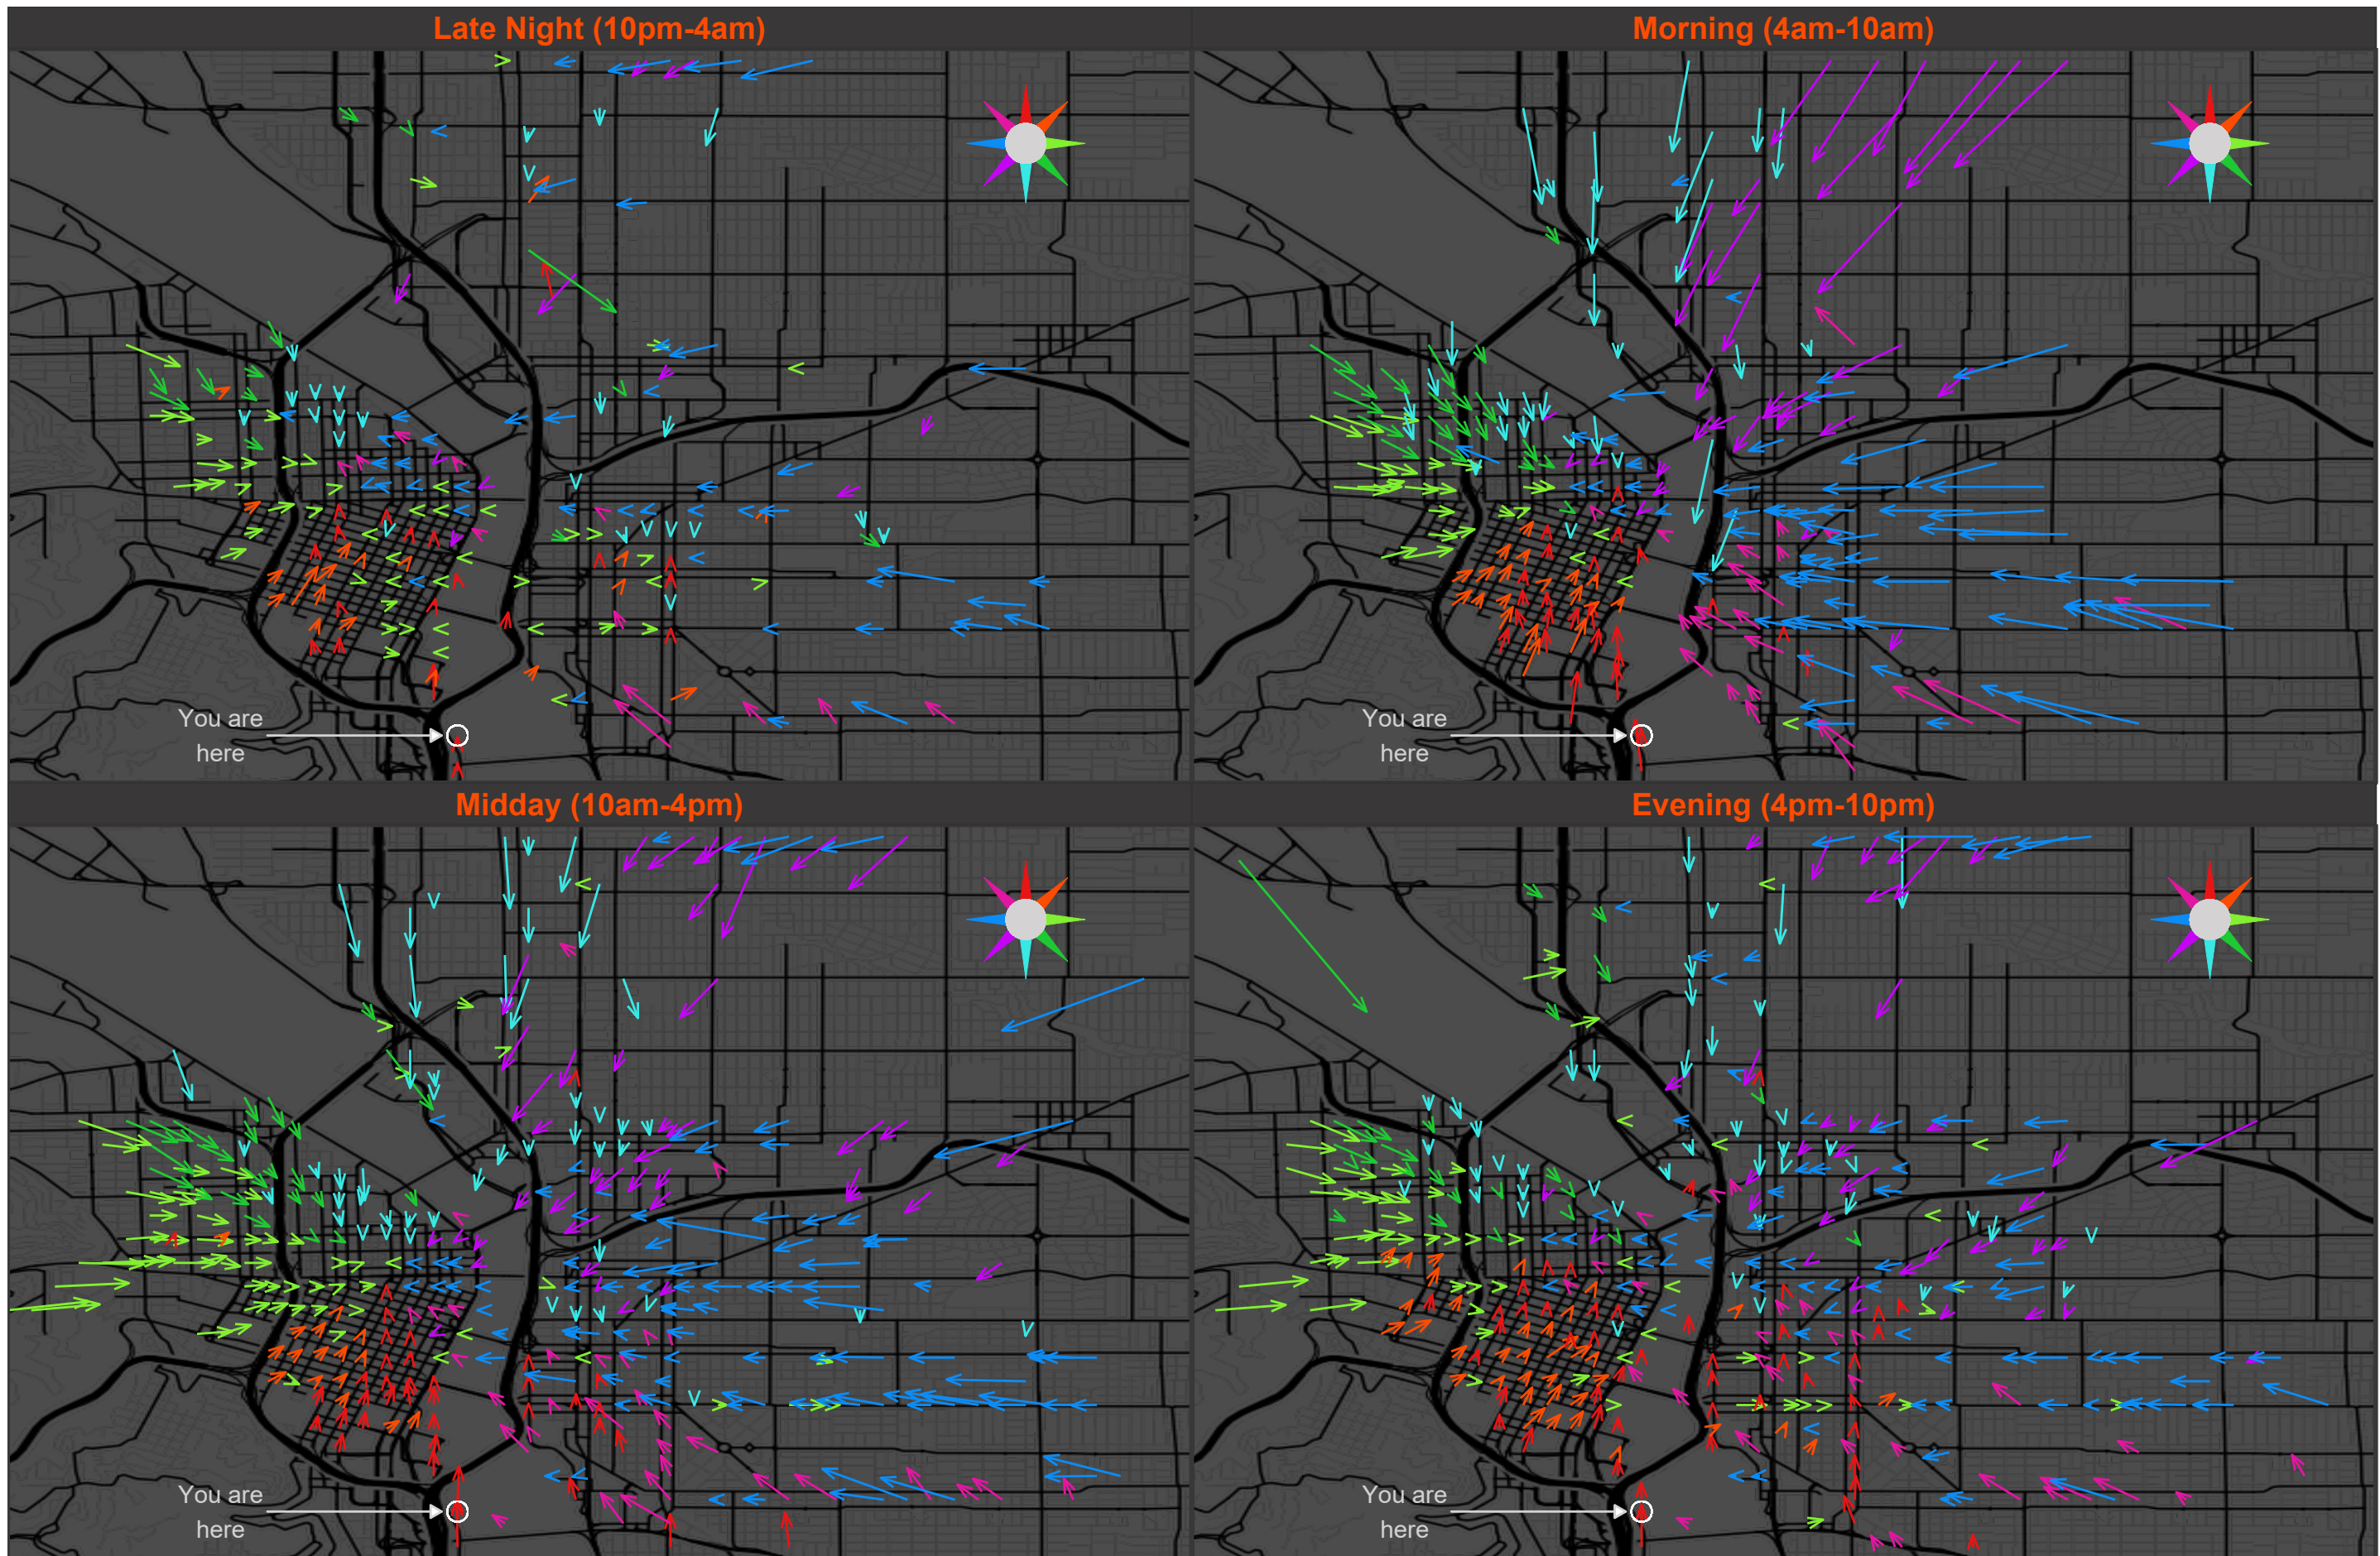 Late Night (10pm-4am)
Morning (4am-10am)
You are
here
You are
here
Midday (10am-4pm)
Evening (4pm-10pm)
You are
here
You are
here